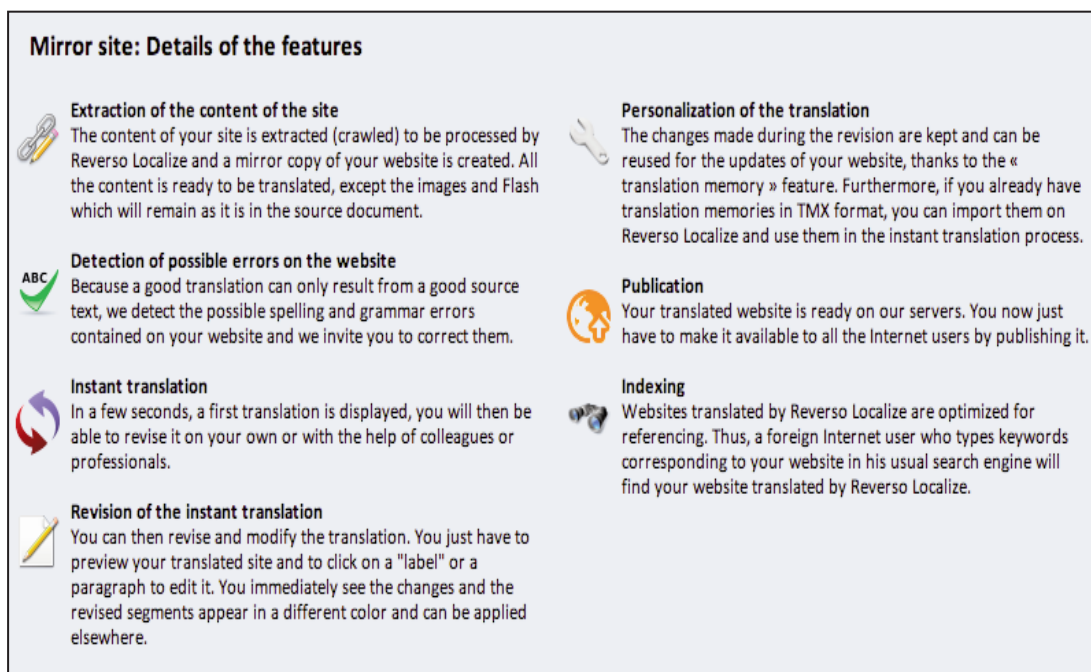 Mirror site: Details of the features
Extraction of the content of the site
The content of your site is extracted (crawled) to be processed by
Reverso Localize and a mirror copy of your website is created. All
the content is ready to be translated, except the images and Flash
which will remain as it is in the source document.
ABC
Detection of possible errors on the website
Because a good translation can only result from a good source
text, we detect the possible spelling and grammar errors
contained on your website and we invite you to correct them.
Instant translation
In a few seconds, a first translation is displayed, you will then be
able to revise it on your own or with the help of colleagues or
professionals.
Revision of the instant translation
You can then revise and modify the translation. You just have to
preview your translated site and to click on a "label" or a
paragraph to edit it. You immediately see the changes and the
revised segments appear in a different color and can be applied
elsewhere.
Personalization of the translation
The changes made during the revision are kept and can be
reused for the updates of your website, thanks to the «
translation memory » feature. Furthermore, if you already have
translation memories in TMX format, you can import them on
Reverso Localize and use them in the instant translation process.
Publication
Your translated website is ready on our servers. You now just
have to make it available to all the Internet users by publishing it.
Indexing
Websites translated by Reverso Localize are optimized for
referencing. Thus, a foreign Internet user who types keywords
corresponding to your website in his usual search engine will
find your website translated by Reverso Localize.